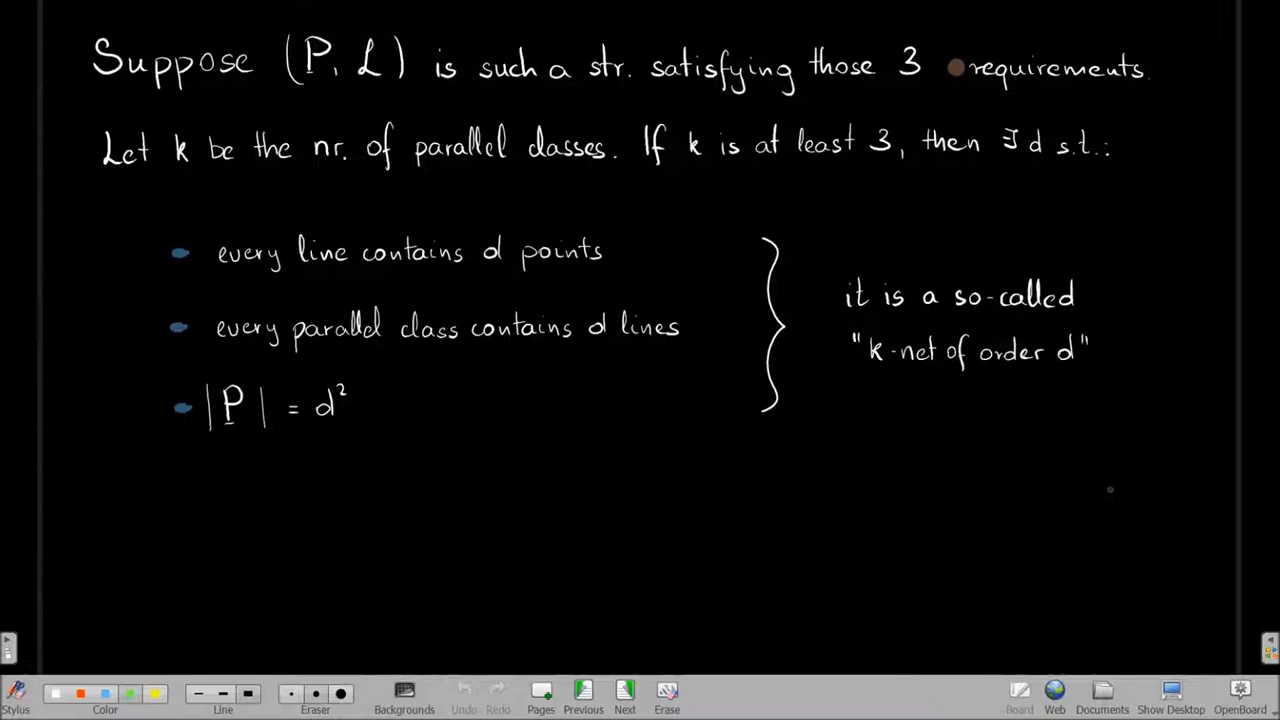 Suppose (P, L) is such a str. satisfying those 3 requirements.
Let k be the nr. of parallel classes. If k is at least 3, then ∃ d s.t.:
• every line contains d points
• every parallel class contains d lines
• |P| = d²
it is a so-called
"k-net of order d"
Stylus
Color
Line
Eraser
Backgrounds
Undo
Redo
Pages
Previous
Next
Erase
Board
Web
Documents
Show Desktop
OpenBoard